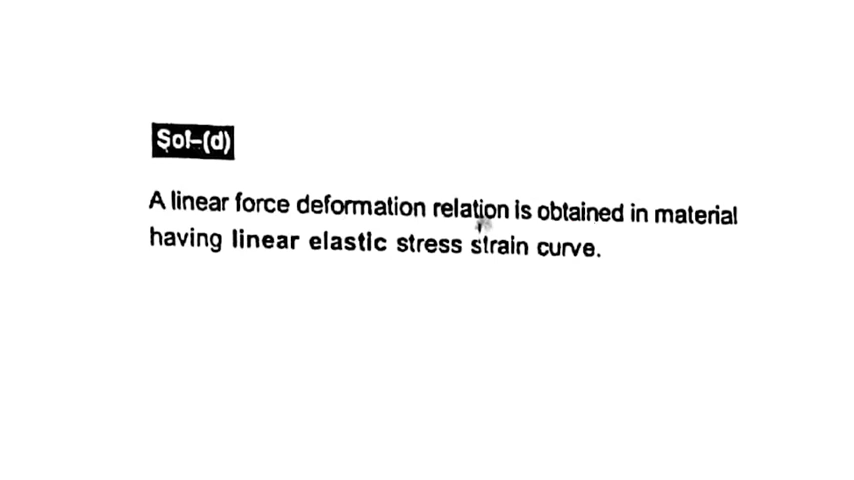 Sol-(d)
A linear force deformation relation is obtained in material
having linear elastic stress strain curve.